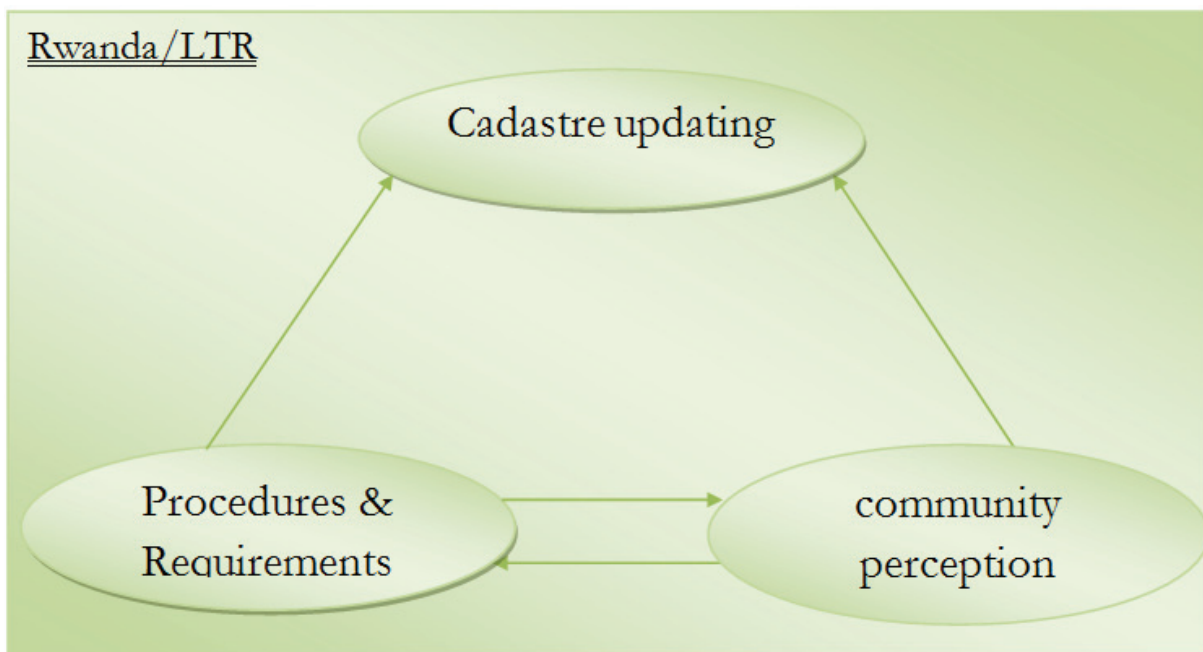 Rwanda/LTR
Cadastre updating
Procedures &
Requirements
community
perception